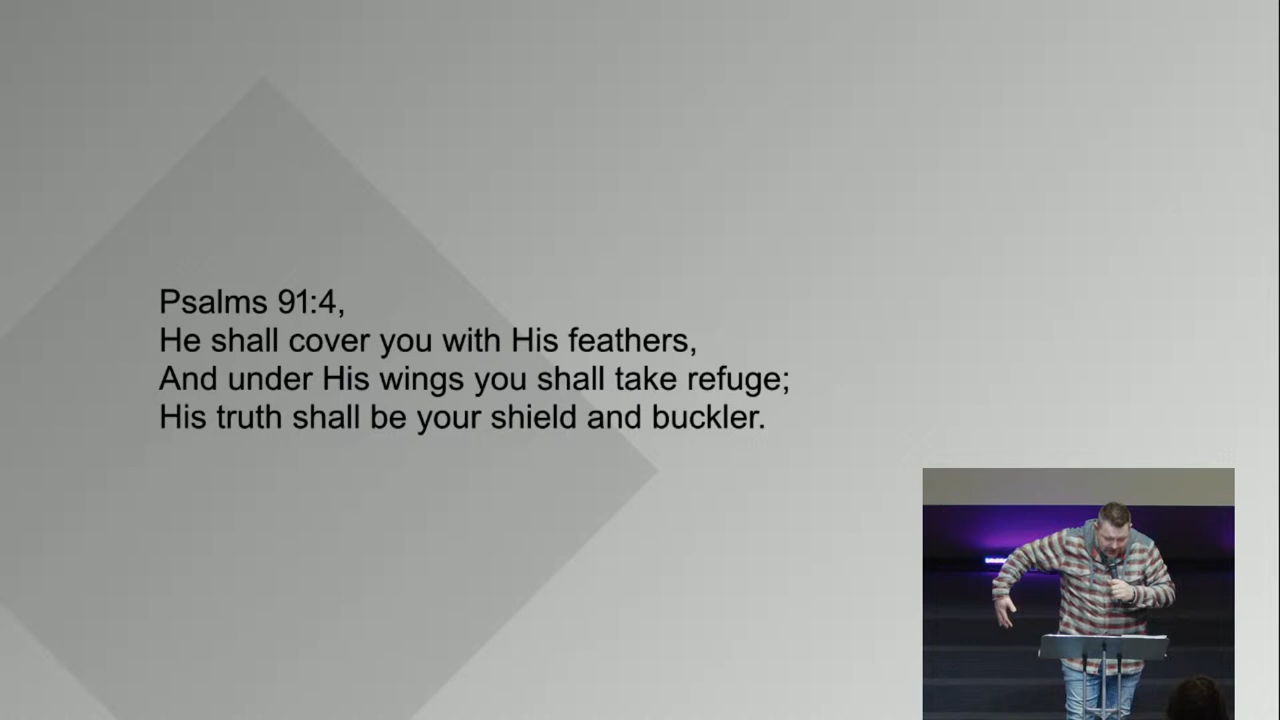 Psalms 91:4,
He shall cover you with His feathers,
And under His wings you shall take refuge;
His truth shall be your shield and buckler.